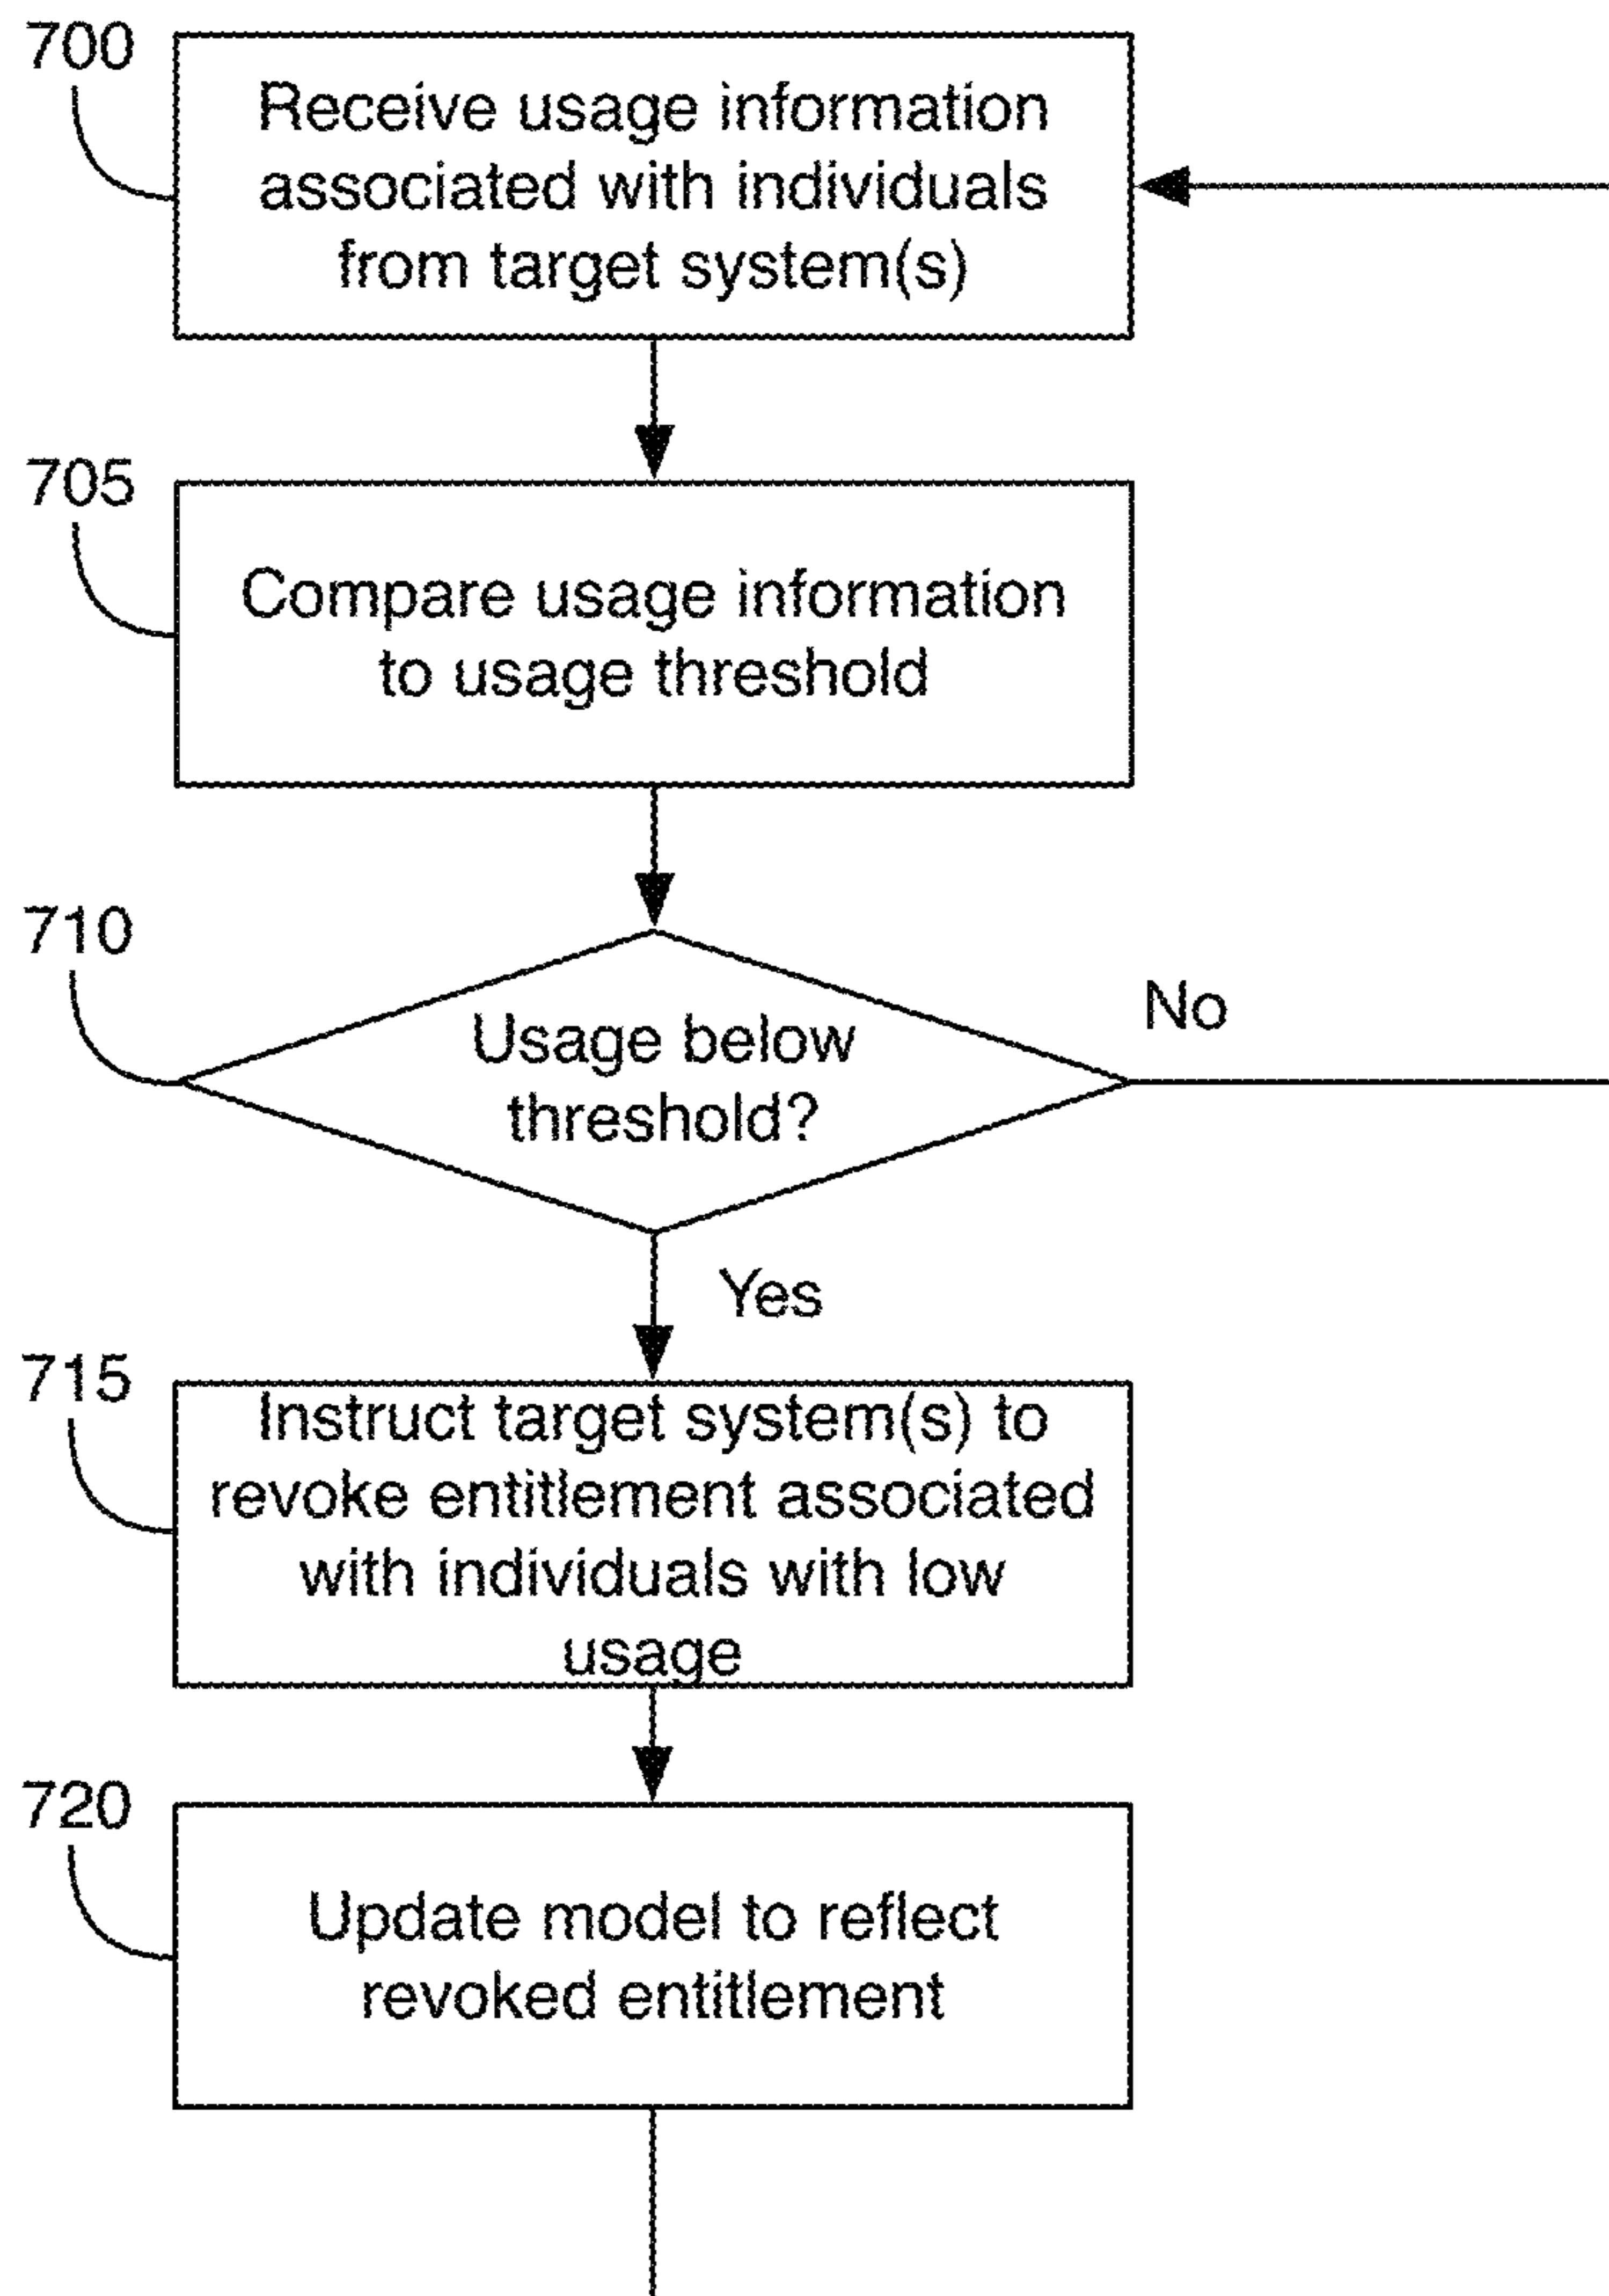 700
Receive usage information
associated with individuals
from target system(s)
705
Compare usage information
to usage threshold
710
Usage below
threshold?
No
Yes
715
Instruct target system(s) to
revoke entitlement associated
with individuals with low
usage
720
Update model to reflect
revoked entitlement